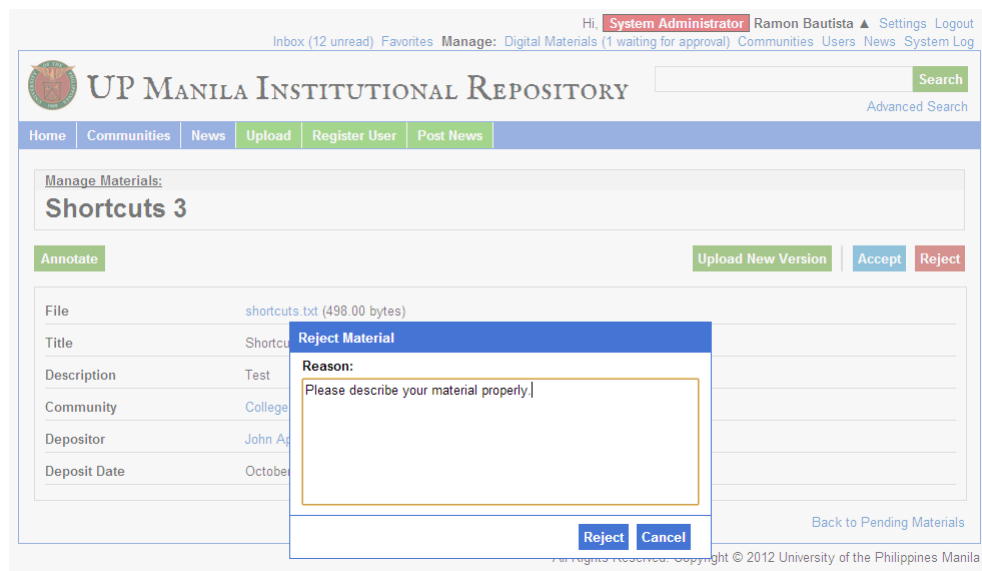 Hi, System Administrator Ramon Bautista ▲ Settings Logout
Inbox (12 unread) Favorites Manage: Digital Materials (1 waiting for approval) Communities Users News System Log
UP Manila Institutional Repository
Search
Advanced Search
Home Communities News Upload Register User Post News
Manage Materials:
Shortcuts 3
Annotate Upload New Version Accept Reject
File shortcuts.txt (498.00 bytes)
Title
Description Test
Community College
Depositor John
Deposit Date
Reject Material
Reason:
Please describe your material properly.
Reject Cancel
Back to Pending Materials
All Rights Reserved. Copyright © 2012 University of the Philippines Manila